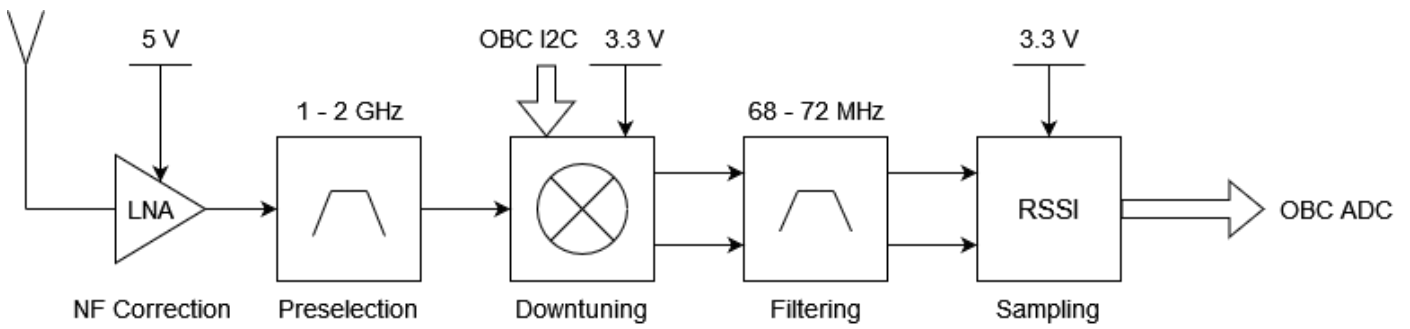 5 V
OBC I2C
3.3 V
3.3 V
1 - 2 GHz
68 - 72 MHz
LNA
RSSI
OBC ADC
NF Correction
Preselection
Downtuning
Filtering
Sampling